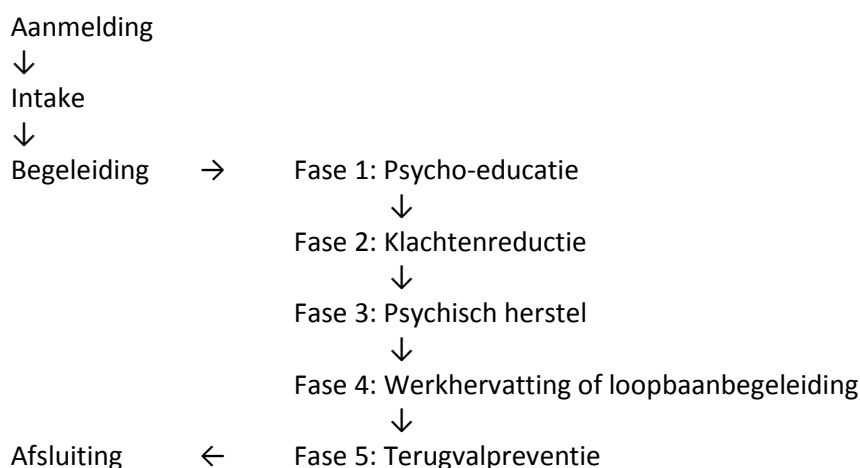 Aanmelding
↓
Intake
↓
Begeleiding → Fase 1: Psycho-educatie
↓
Fase 2: Klachtenreductie
↓
Fase 3: Psychisch herstel
↓
Fase 4: Werkhervatting of loopbaanbegeleiding
↓
Afsluiting ← Fase 5: Terugvalpreventie